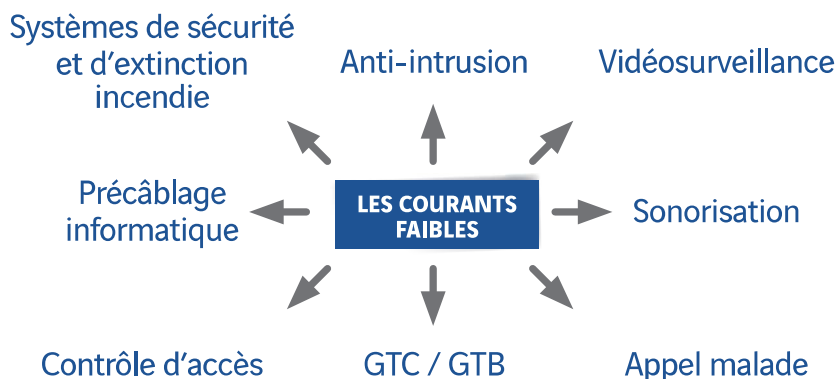 Systèmes de sécurité
et d'extinction
incendie
Anti-intrusion
Vidéosurveillance
Précâblage
informatique
LES COURANTS
FAIBLES
Sonorisation
Contrôle d'accès
GTC / GTB
Appel malade